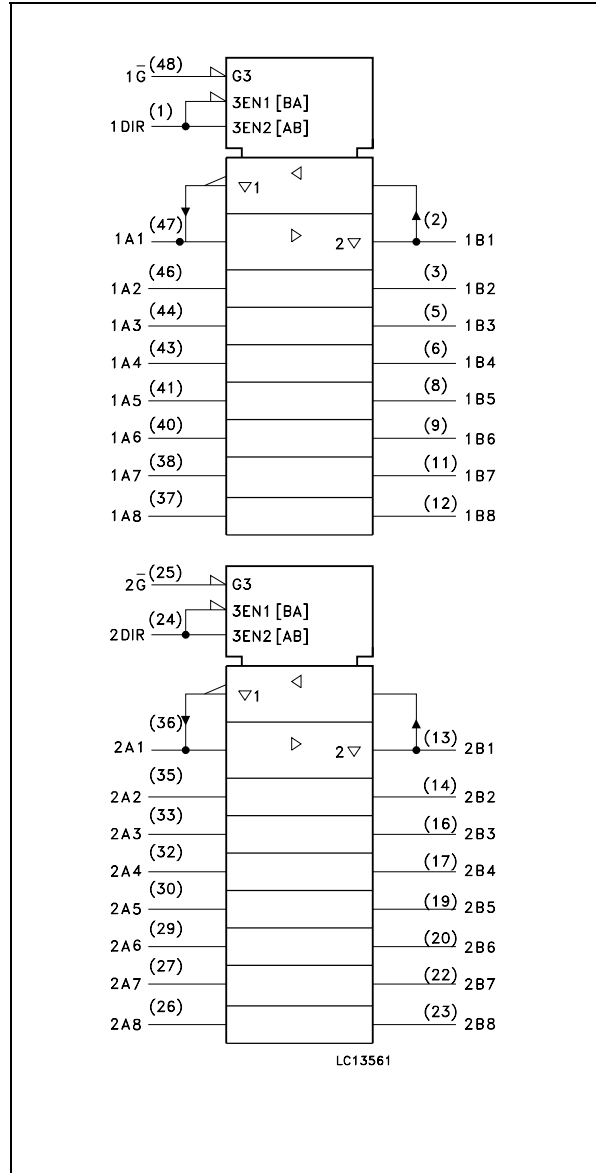 1G̅ (48) G3
3EN1 [BA]
1DIR (1) 3EN2 [AB]
▽1 ◁
1A1 (47) ▷ 2▽ (2) 1B1
1A2 (46) (3) 1B2
1A3 (44) (5) 1B3
1A4 (43) (6) 1B4
1A5 (41) (8) 1B5
1A6 (40) (9) 1B6
1A7 (38) (11) 1B7
1A8 (37) (12) 1B8
2G̅ (25) G3
3EN1 [BA]
2DIR (24) 3EN2 [AB]
▽1 ◁
2A1 (36) ▷ 2▽ (13) 2B1
2A2 (35) (14) 2B2
2A3 (33) (16) 2B3
2A4 (32) (17) 2B4
2A5 (30) (19) 2B5
2A6 (29) (20) 2B6
2A7 (27) (22) 2B7
2A8 (26) (23) 2B8
LC13561